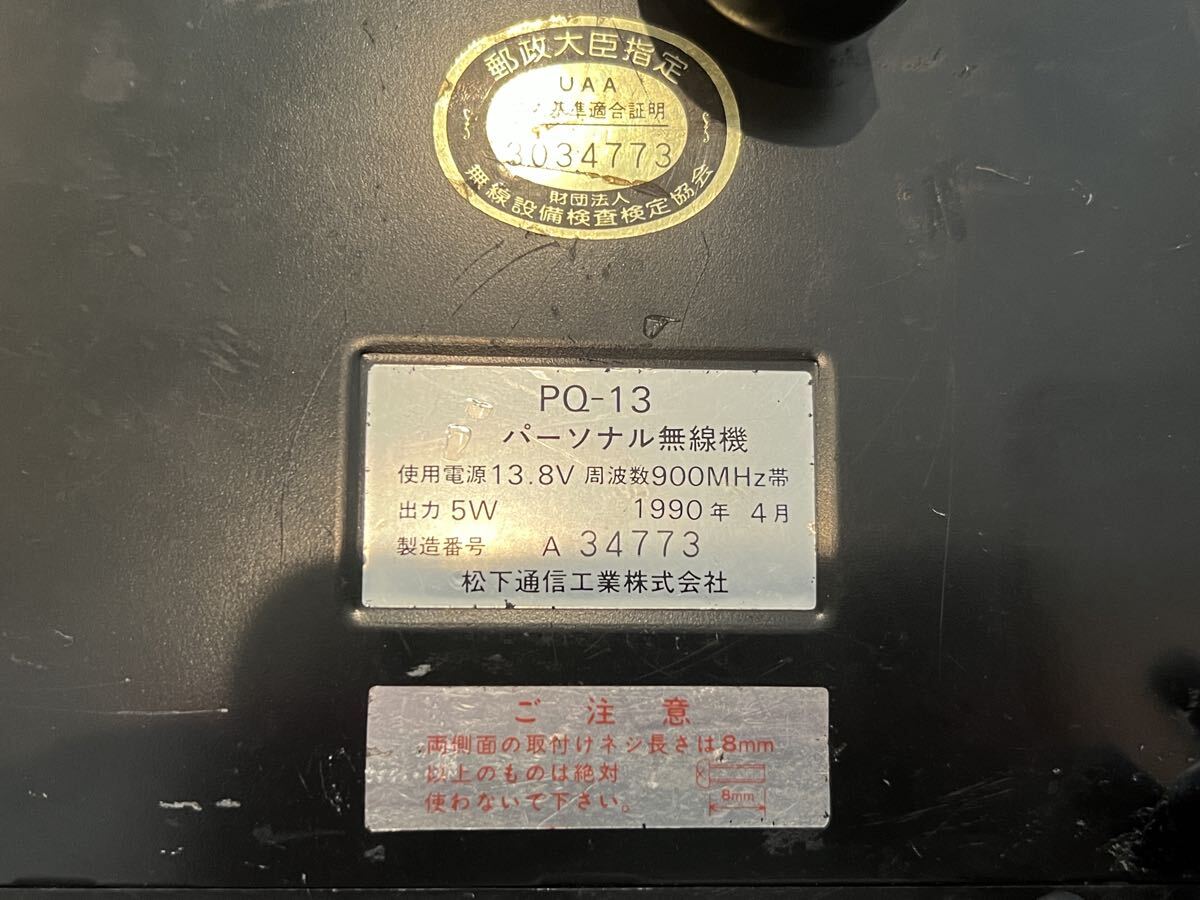 郵政大臣指定
UAA
基準適合証明
3034773
財団法人
無線設備検査検定協会
PQ-13
パーソナル無線機
使用電源13.8V 周波数900MHz帯
出力 5W 1990年 4月
製造番号 A 34773
松下通信工業株式会社
ご注意
両側面の取付けネジ長さは8mm
以上のものは絶対
使わないで下さい。
8mm